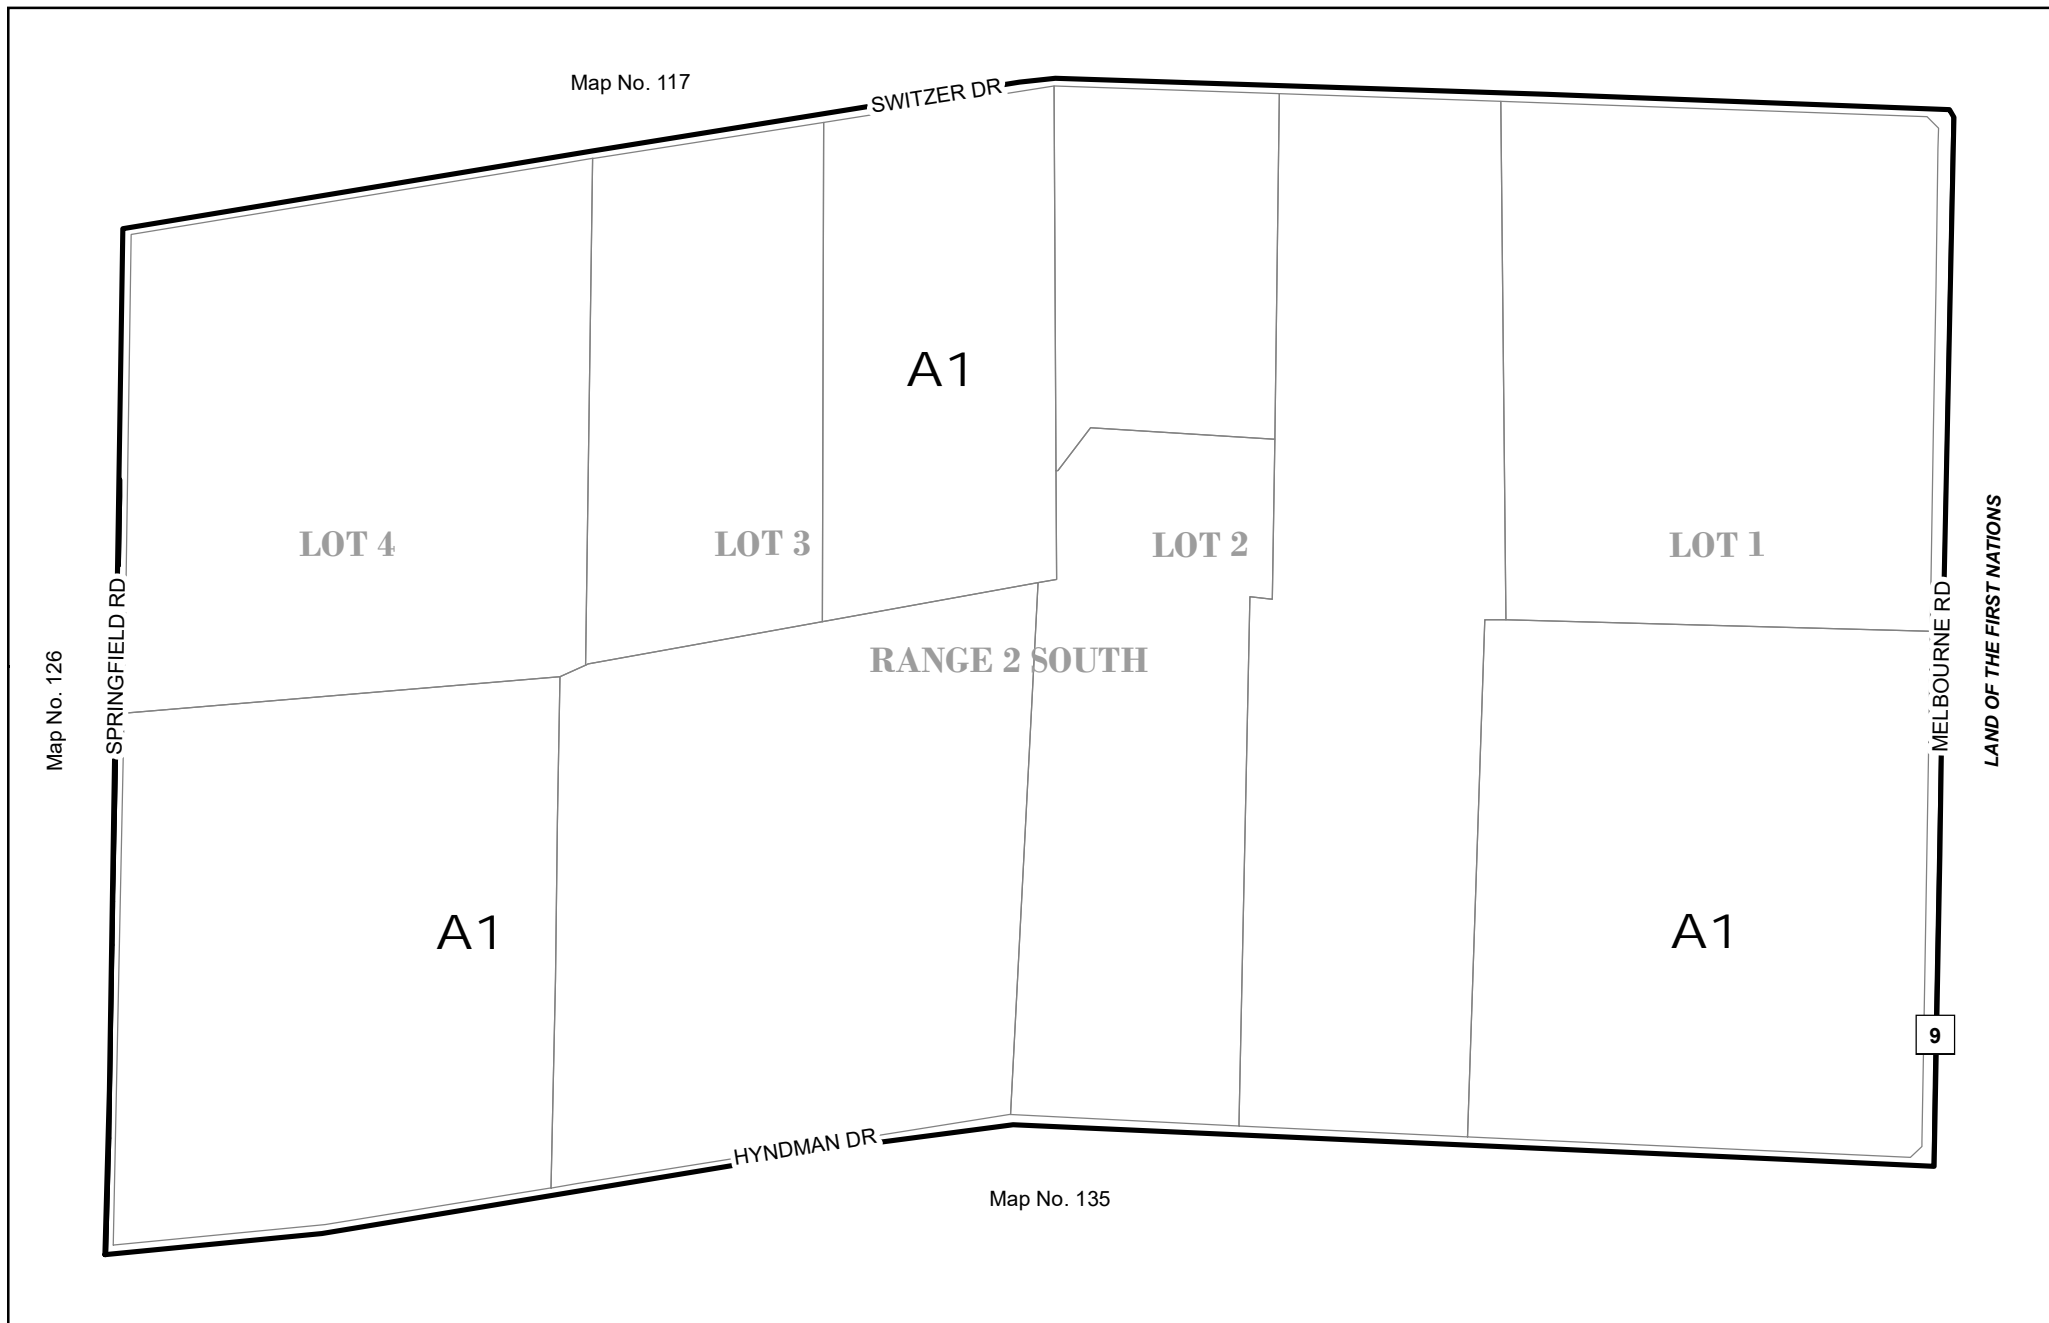 Map No. 117
SWITZER DR
A1
LOT 4
LOT 3
LOT 2
LOT 1
RANGE 2 SOUTH
SPRINGFIELD RD
Map No. 126
MELBOURNE RD
LAND OF THE FIRST NATIONS
A1
A1
9
HYNDMAN DR
Map No. 135